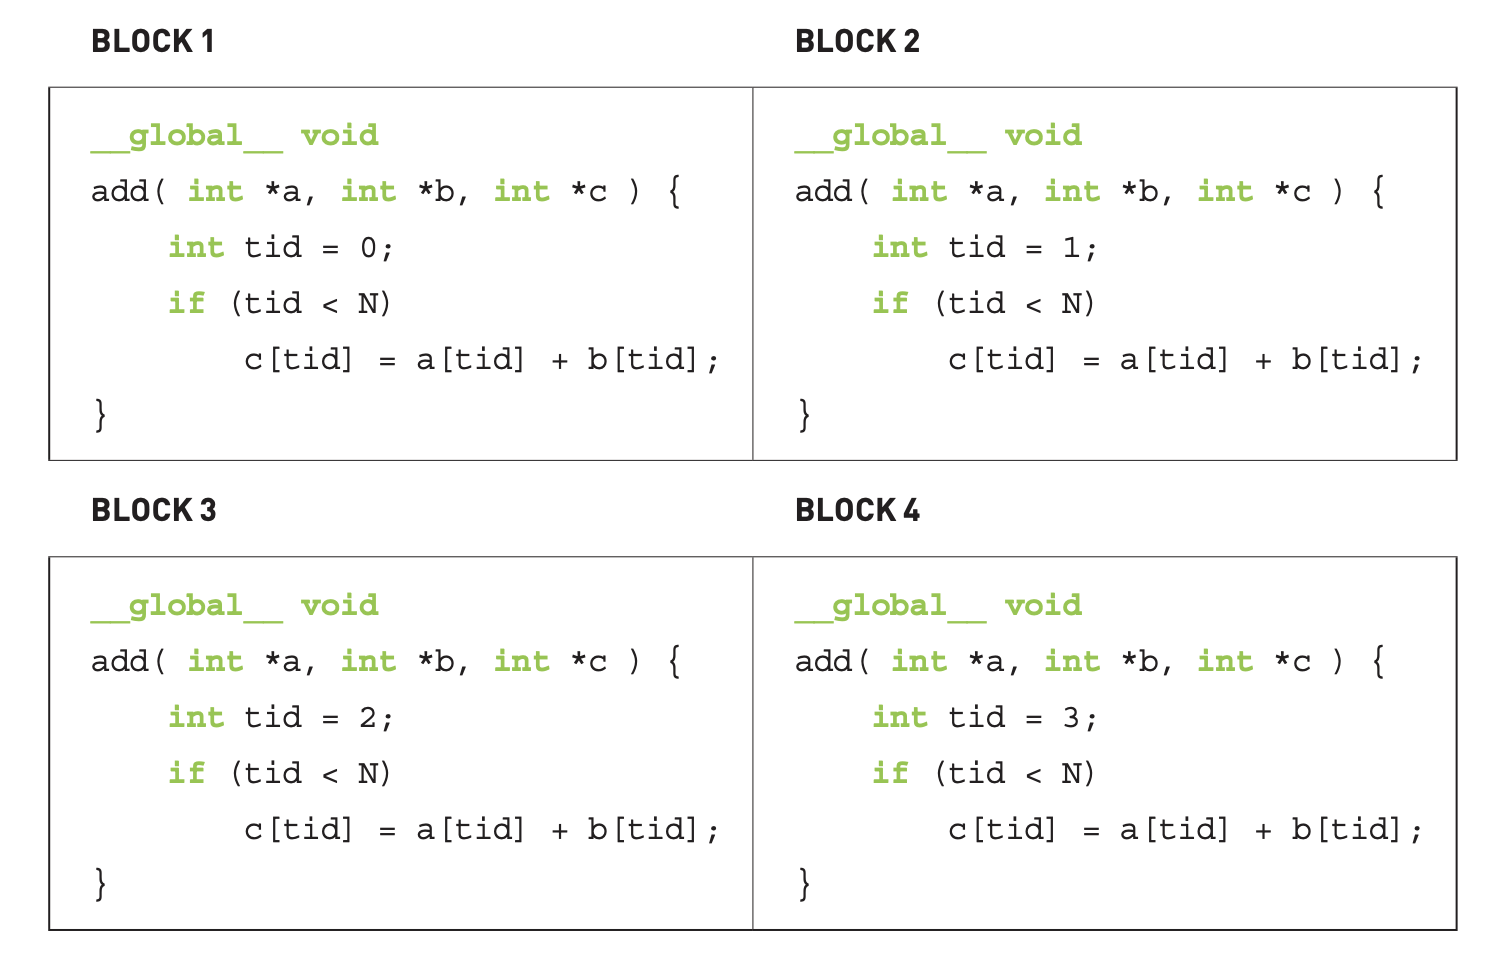 BLOCK 1
__global__ void
add( int *a, int *b, int *c ) {
    int tid = 0;
    if (tid < N)
        c[tid] = a[tid] + b[tid];
}
BLOCK 2
__global__ void
add( int *a, int *b, int *c ) {
    int tid = 1;
    if (tid < N)
        c[tid] = a[tid] + b[tid];
}
BLOCK 3
__global__ void
add( int *a, int *b, int *c ) {
    int tid = 2;
    if (tid < N)
        c[tid] = a[tid] + b[tid];
}
BLOCK 4
__global__ void
add( int *a, int *b, int *c ) {
    int tid = 3;
    if (tid < N)
        c[tid] = a[tid] + b[tid];
}